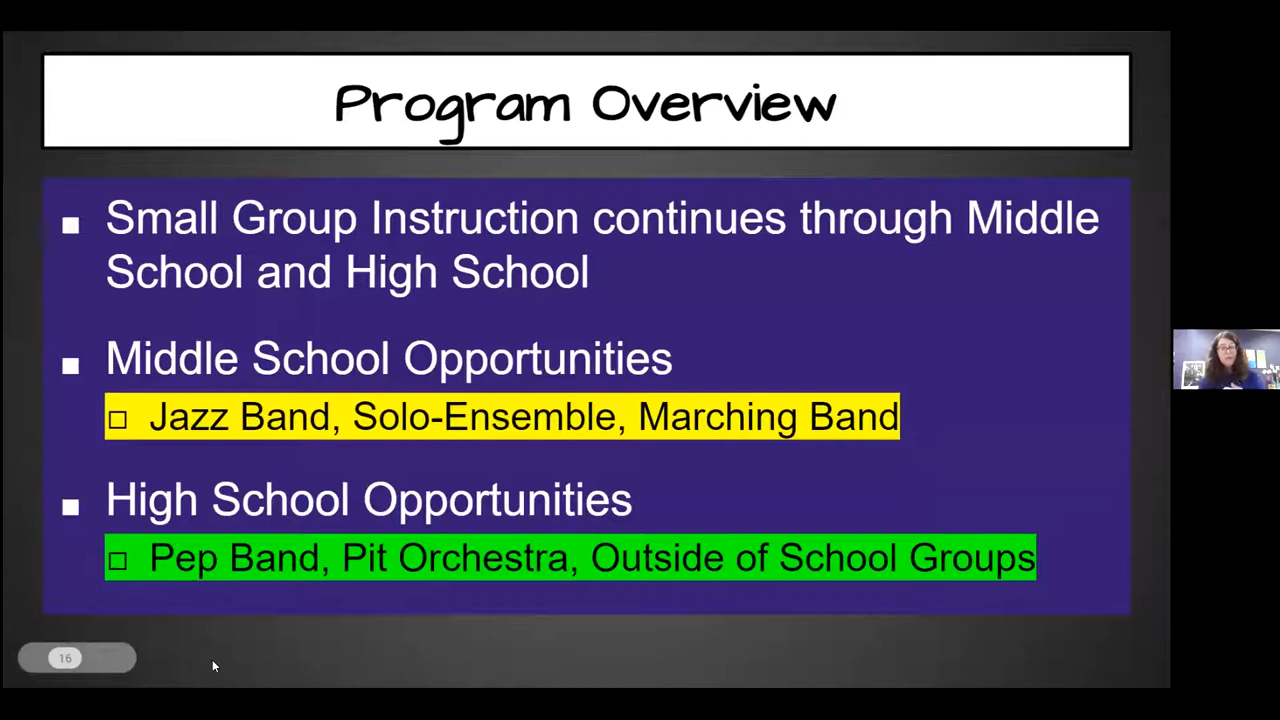 Program Overview
Small Group Instruction continues through Middle
School and High School
Middle School Opportunities
Jazz Band, Solo-Ensemble, Marching Band
High School Opportunities
Pep Band, Pit Orchestra, Outside of School Groups
16